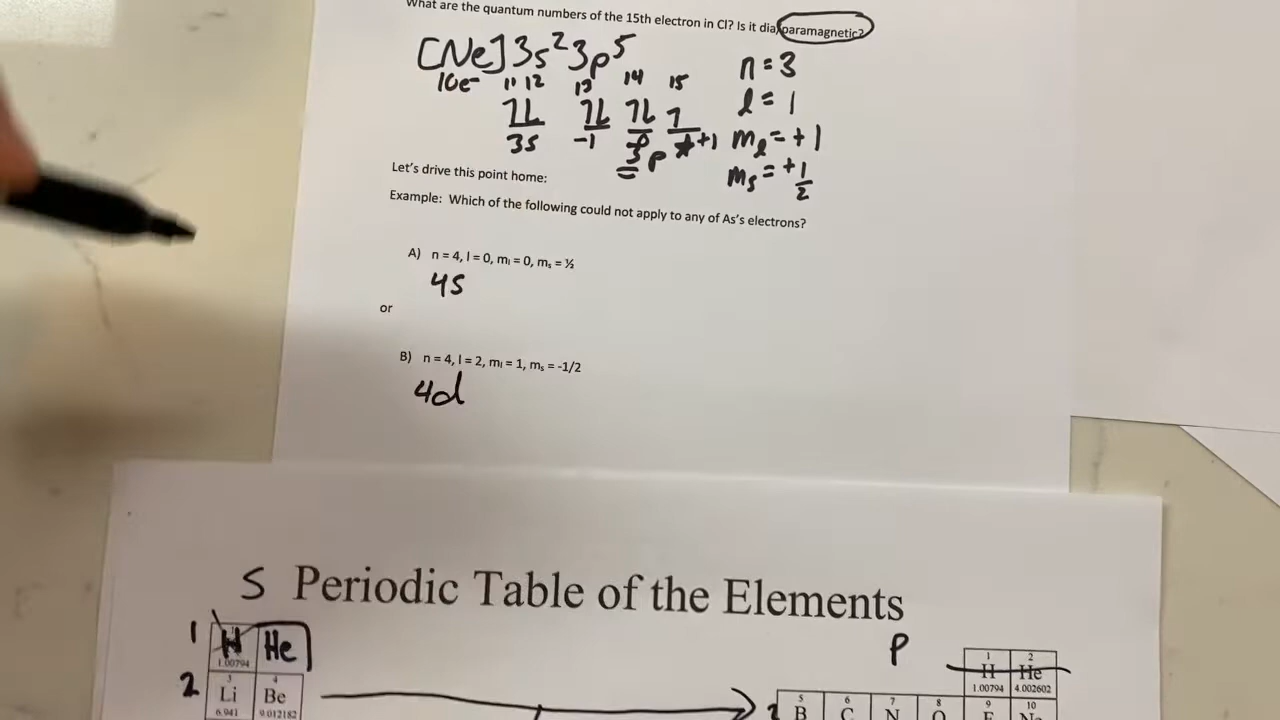 What are the quantum numbers of the 15th electron in Cl? Is it dia/paramagnetic?
[Ne]3s²3p⁵
10e⁻ 11 12 13 14 15
1L 1L 1L 1
3s -1 0 +1
3p
n = 3
l = 1
mₗ = +1
mₛ = +1/2
Let's drive this point home:
Example: Which of the following could not apply to any of As's electrons?
A) n = 4, l = 0, mₗ = 0, mₛ = ½
4s
or
B) n = 4, l = 2, mₗ = 1, mₛ = -1/2
4d
S Periodic Table of the Elements
P
1 H He
1.00794
1 2
H He
1.00794 4.002602
2
3 4
Li Be
6.941 9.012182
5 6 7 8 9 10
B C N O F